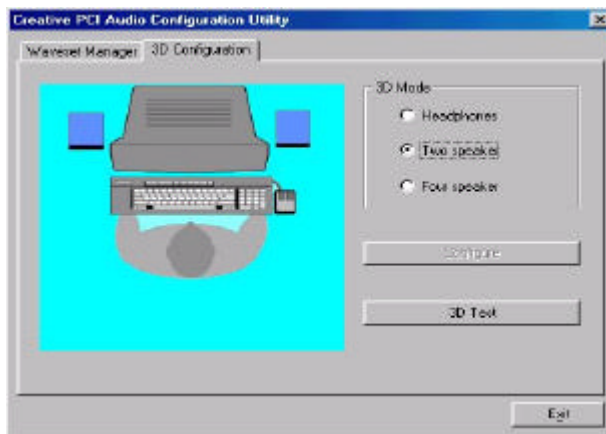 Creative PCI Audio Configuration Utility
Waveset Manager
3D Configuration
3D Mode
Headphones
Two speaker
Four speaker
Configure
3D Test
Exit